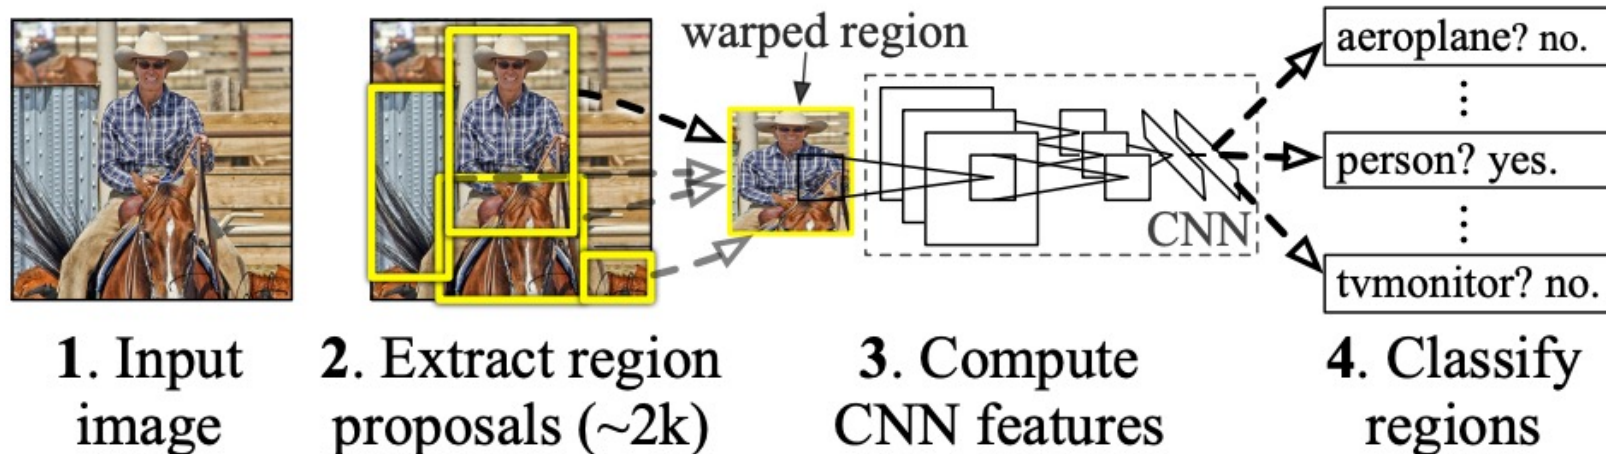 warped region
aeroplane? no.
person? yes.
CNN
tvmonitor? no.
1. Input
image
2. Extract region
proposals (~2k)
3. Compute
CNN features
4. Classify
regions